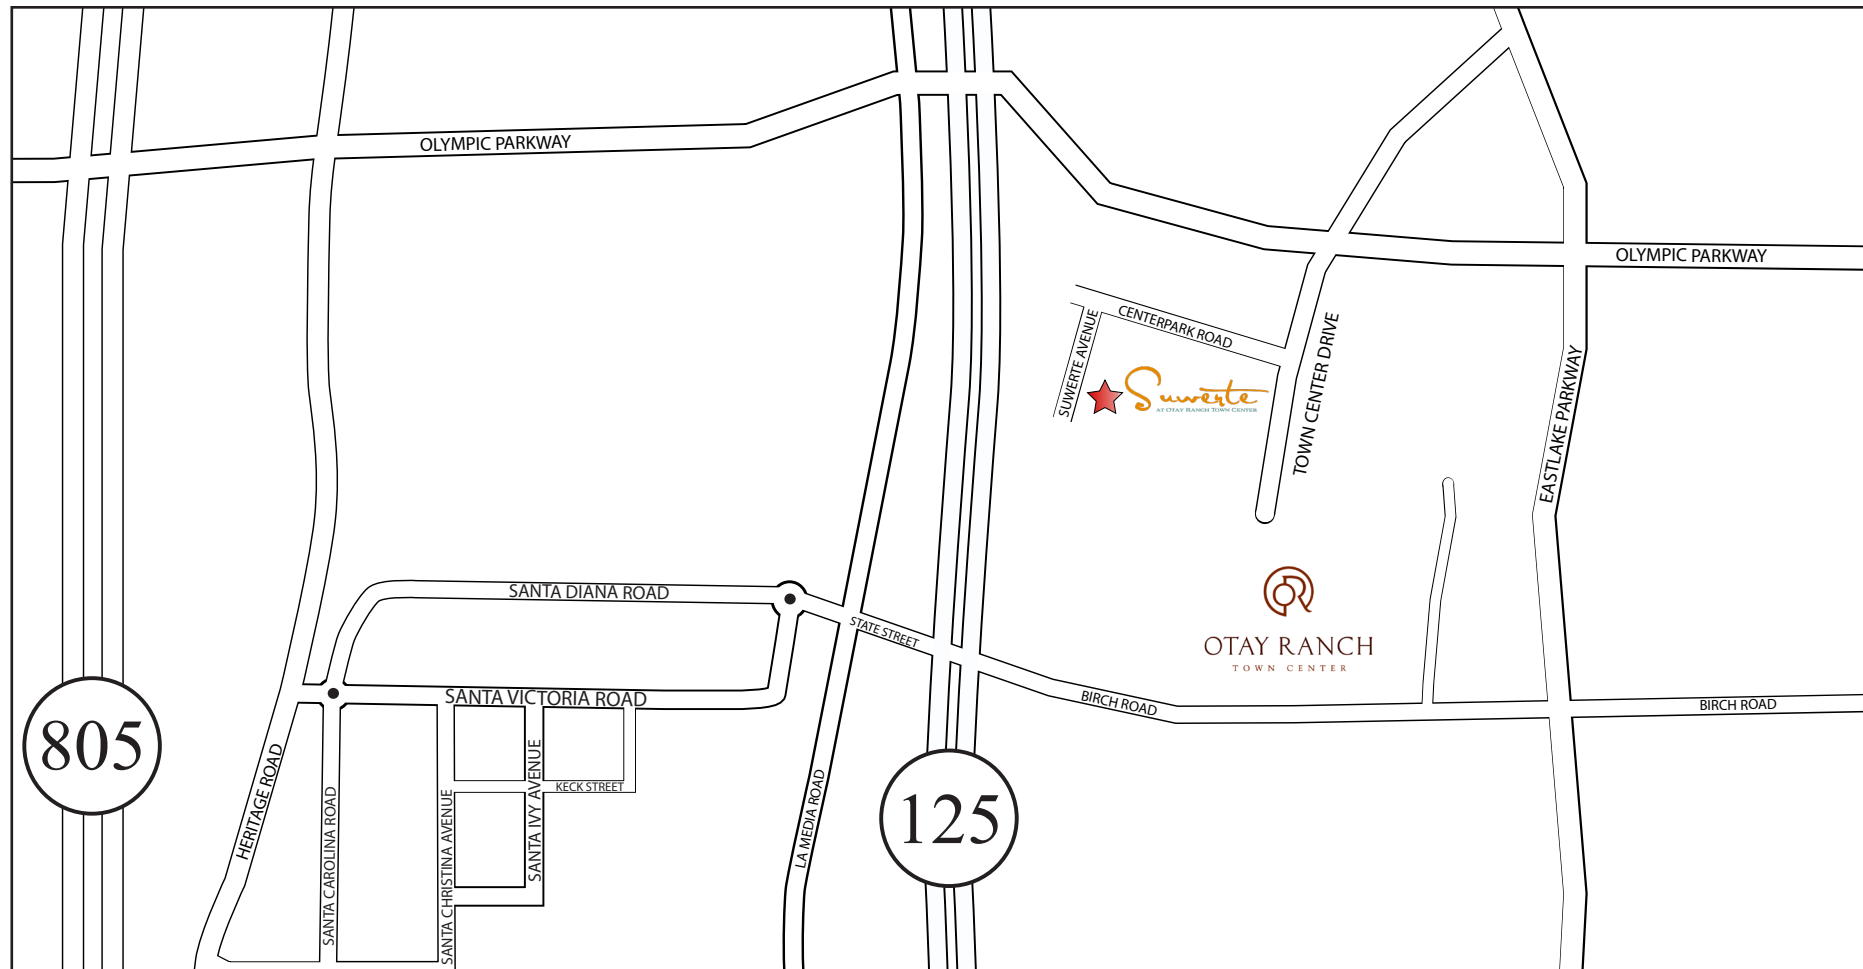 OLYMPIC PARKWAY
OLYMPIC PARKWAY
CENTERPARK ROAD
SUWERTE AVENUE
TOWN CENTER DRIVE
Suwerte
AT OTAY RANCH TOWN CENTER
EASTLAKE PARKWAY
SANTA DIANA ROAD
STATE STREET
OTAY RANCH
TOWN CENTER
SANTA VICTORIA ROAD
BIRCH ROAD
BIRCH ROAD
805
HERITAGE ROAD
SANTA CAROLINA ROAD
SANTA CHRISTINA AVENUE
SANTA IVY AVENUE
KECK STREET
LA MEDIA ROAD
125